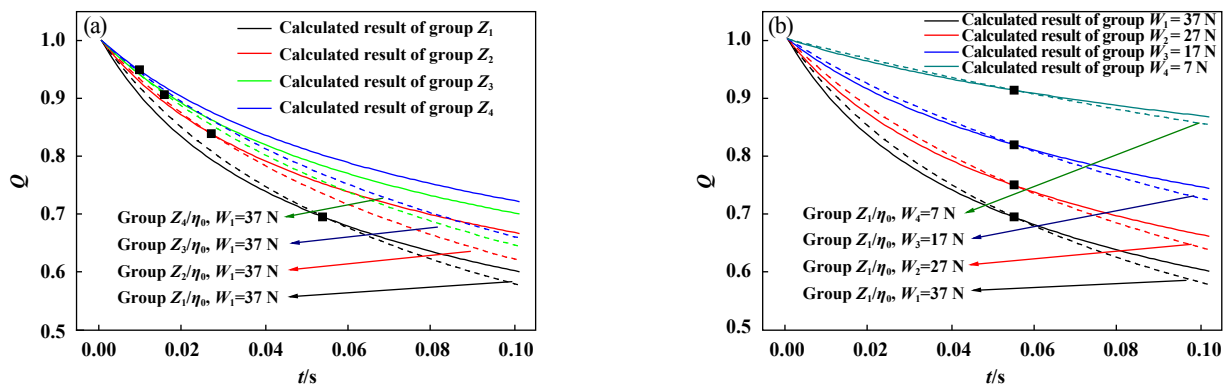 (a)
Calculated result of group Z₁
Calculated result of group Z₂
Calculated result of group Z₃
Calculated result of group Z₄
Group Z₄/η₀, W₁=37 N
Group Z₃/η₀, W₁=37 N
Group Z₂/η₀, W₁=37 N
Group Z₁/η₀, W₁=37 N
1.0
0.9
0.8
0.7
0.6
0.5
Q
0.00 0.02 0.04 0.06 0.08 0.10
t/s
(b)
Calculated result of group W₁=37 N
Calculated result of group W₂=27 N
Calculated result of group W₃=17 N
Calculated result of group W₄=7 N
Group Z₁/η₀, W₄=7 N
Group Z₁/η₀, W₃=17 N
Group Z₁/η₀, W₂=27 N
Group Z₁/η₀, W₁=37 N
1.0
0.9
0.8
0.7
0.6
0.5
Q
0.00 0.02 0.04 0.06 0.08 0.10
t/s